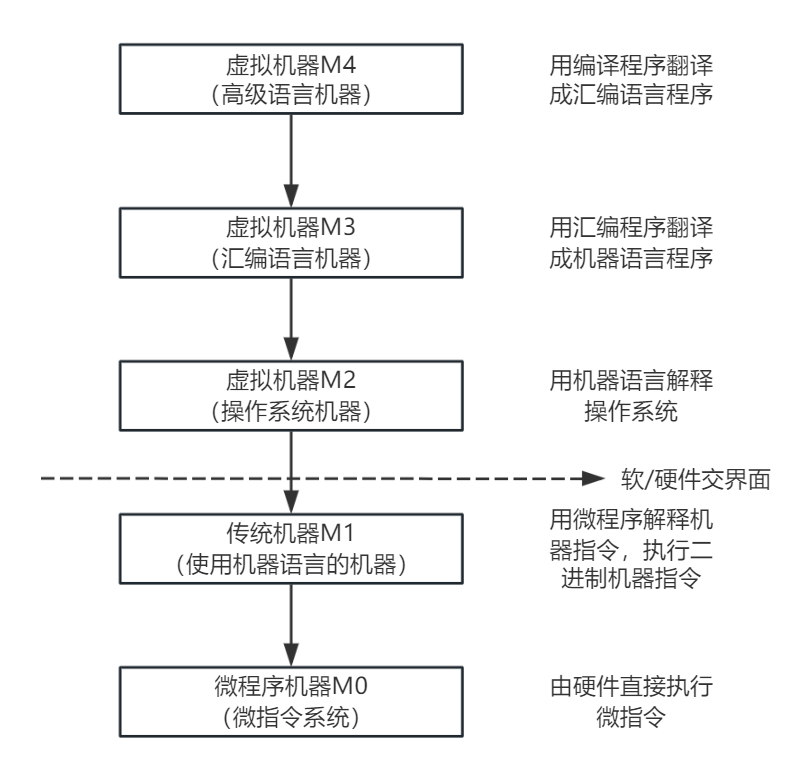 虚拟机器M4
（高级语言机器）
用编译程序翻译
成汇编语言程序
虚拟机器M3
（汇编语言机器）
用汇编程序翻译
成机器语言程序
虚拟机器M2
（操作系统机器）
用机器语言解释
操作系统
软/硬件交界面
传统机器M1
（使用机器语言的机器）
用微程序解释机
器指令，执行二
进制机器指令
微程序机器M0
（微指令系统）
由硬件直接执行
微指令